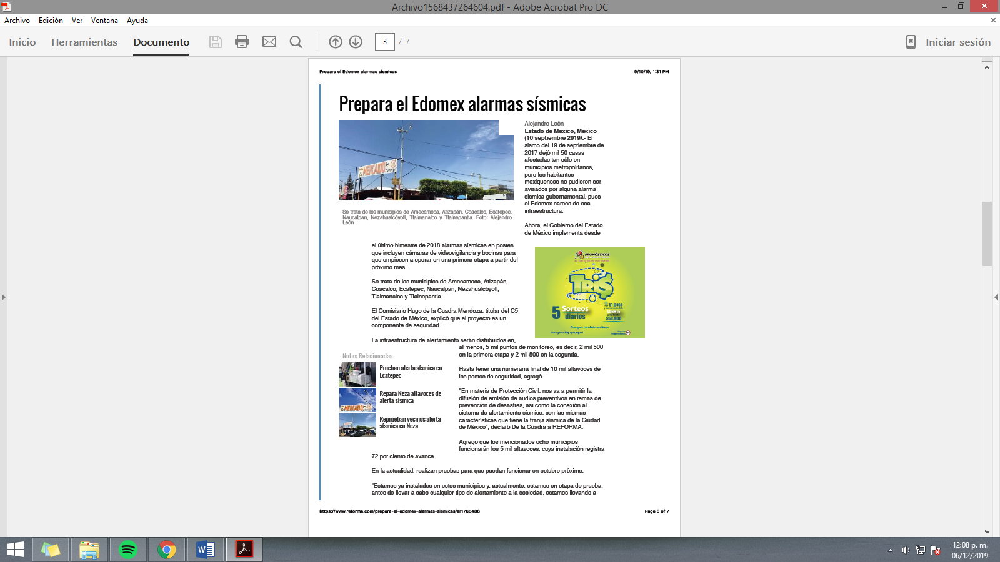 Archivo1568437264604.pdf - Adobe Acrobat Pro DC
Archivo Edición Ver Ventana Ayuda
Inicio Herramientas Documento 3 / 7 Iniciar sesión
Prepara el Edomex alarmas sísmicas 9/10/19, 1:31 PM
Prepara el Edomex alarmas sísmicas
MERCADO
Se trata de los municipios de Amecameca, Atizapán, Coacalco, Ecatepec,
Naucalpan, Nezahualcóyotl, Tlalmanalco y Tlalnepantla. Foto: Alejandro
León
Alejandro León
Estado de México, México
(10 septiembre 2019).- El
sismo del 19 de septiembre de
2017 dejó mil 50 casas
afectadas tan sólo en
municipios metropolitanos,
pero los habitantes
mexiquenses no pudieron ser
avisados por alguna alarma
sísmica gubernamental, pues
el Edomex carece de esa
infraestructura.
Ahora, el Gobierno del Estado
de México implementa desde
el último bimestre de 2018 alarmas sísmicas en postes
que incluyen cámaras de videovigilancia y bocinas para
que empiecen a operar en una primera etapa a partir del
próximo mes.
Se trata de los municipios de Amecameca, Atizapán,
Coacalco, Ecatepec, Naucalpan, Nezahualcóyotl,
Tlalmanalco y Tlalnepantla.
El Comisiario Hugo de la Cuadra Mendoza, titular del C5
del Estado de México, explicó que el proyecto es un
componente de seguridad.
PRONÓSTICOS
TRIS
5 Sorteos
diarios
$1 peso
$50,000
Compra también en línea.
¡Para ganar, hay que jugar!
La infraestructura de alertamiento serán distribuidos en,
al menos, 5 mil puntos de monitoreo, es decir, 2 mil 500
en la primera etapa y 2 mil 500 en la segunda.
Notas Relacionadas
Prueban alerta sísmica en
Ecatepec
Repara Neza altavoces de
alerta sísmica
MERCADO
Reprueban vecinos alerta
sísmica en Neza
Hasta tener una numeraría final de 10 mil altavoces de
los postes de seguridad, agregó.
"En materia de Protección Civil, nos va a permitir la
difusión de emisión de audios preventivos en temas de
prevención de desastres, así como la conexión al
sistema de alertamiento sísmico, con las mismas
características que tiene la franja sísmica de la Ciudad
de México", declaró De la Cuadra a REFORMA.
Agregó que los mencionados ocho municipios
funcionarán los 5 mil altavoces, cuya instalación registra
72 por ciento de avance.
En la actualidad, realizan pruebas para que puedan funcionar en octubre próximo.
"Estamos ya instalados en estos municipios y, actualmente, estamos en etapa de prueba,
antes de llevar a cabo cualquier tipo de alertamiento a la sociedad, estamos llevando a
https://www.reforma.com/prepara-el-edomex-alarmas-sismicas/ar1765486 Page 3 of 7
12:08 p. m.
06/12/2019